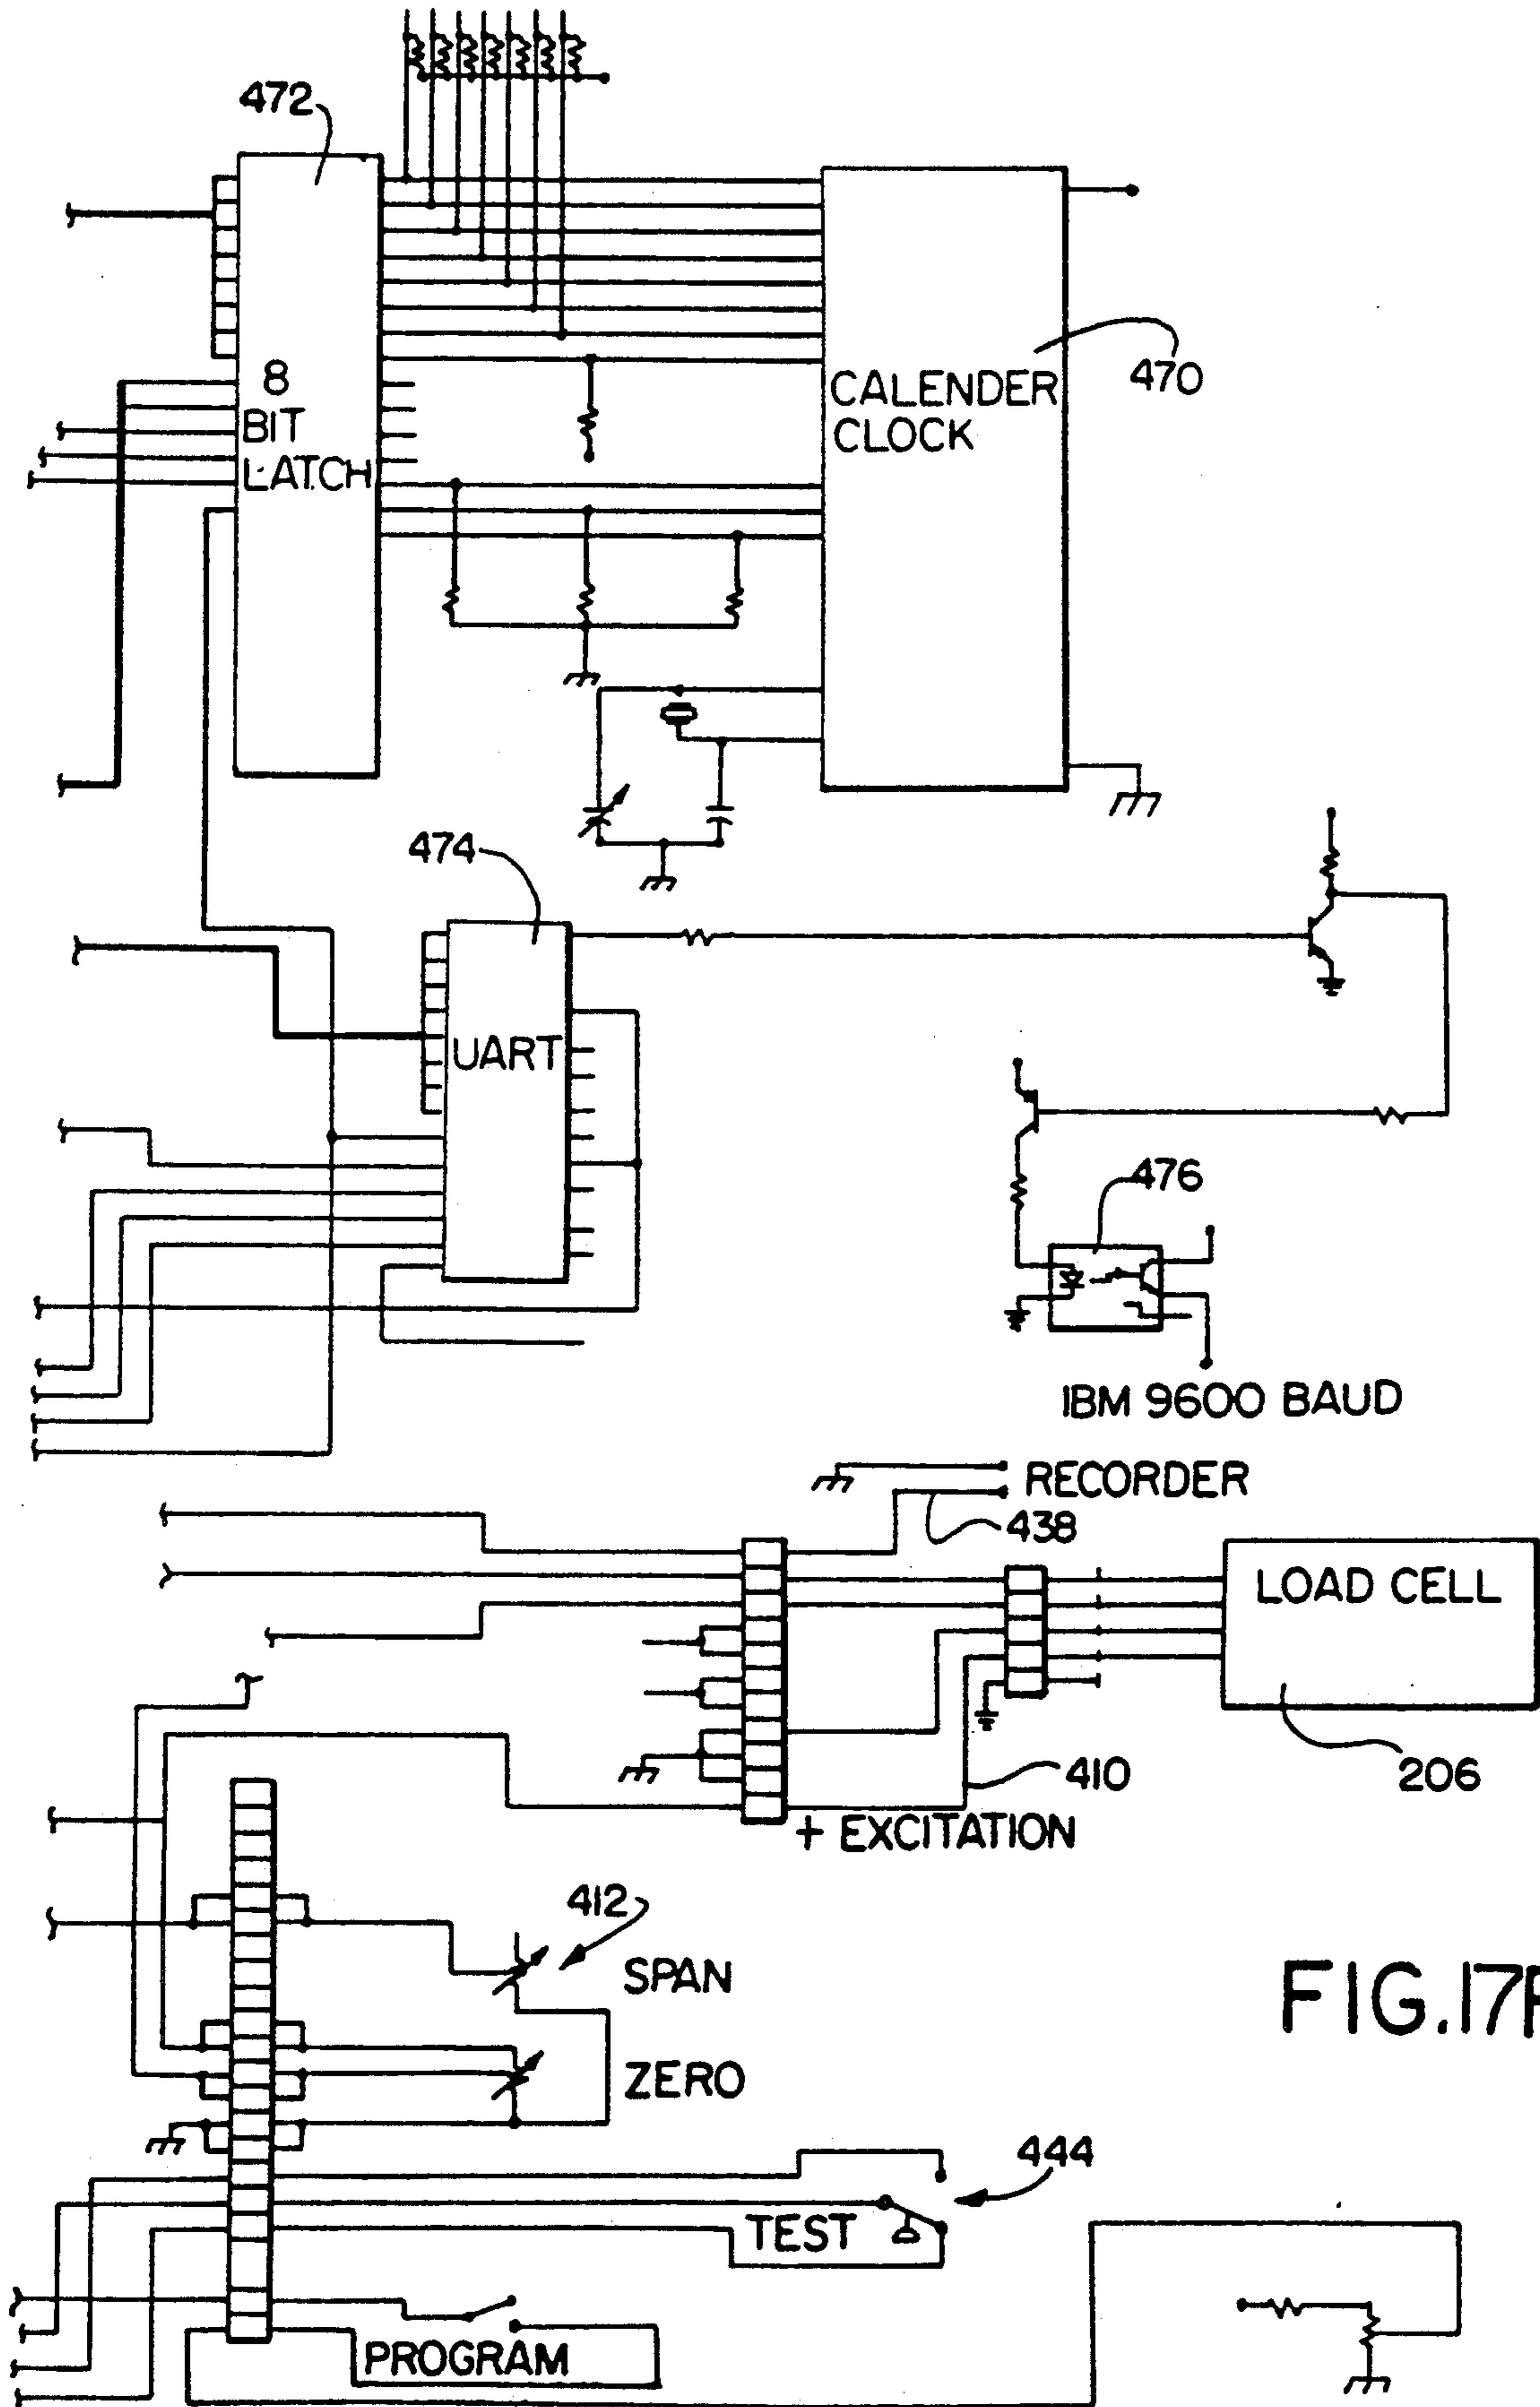 472
8
BIT
LATCH
CALENDER
CLOCK
470
474
UART
476
IBM 9600 BAUD
RECORDER
438
LOAD CELL
206
410
+ EXCITATION
412
SPAN
ZERO
444
TEST
PROGRAM